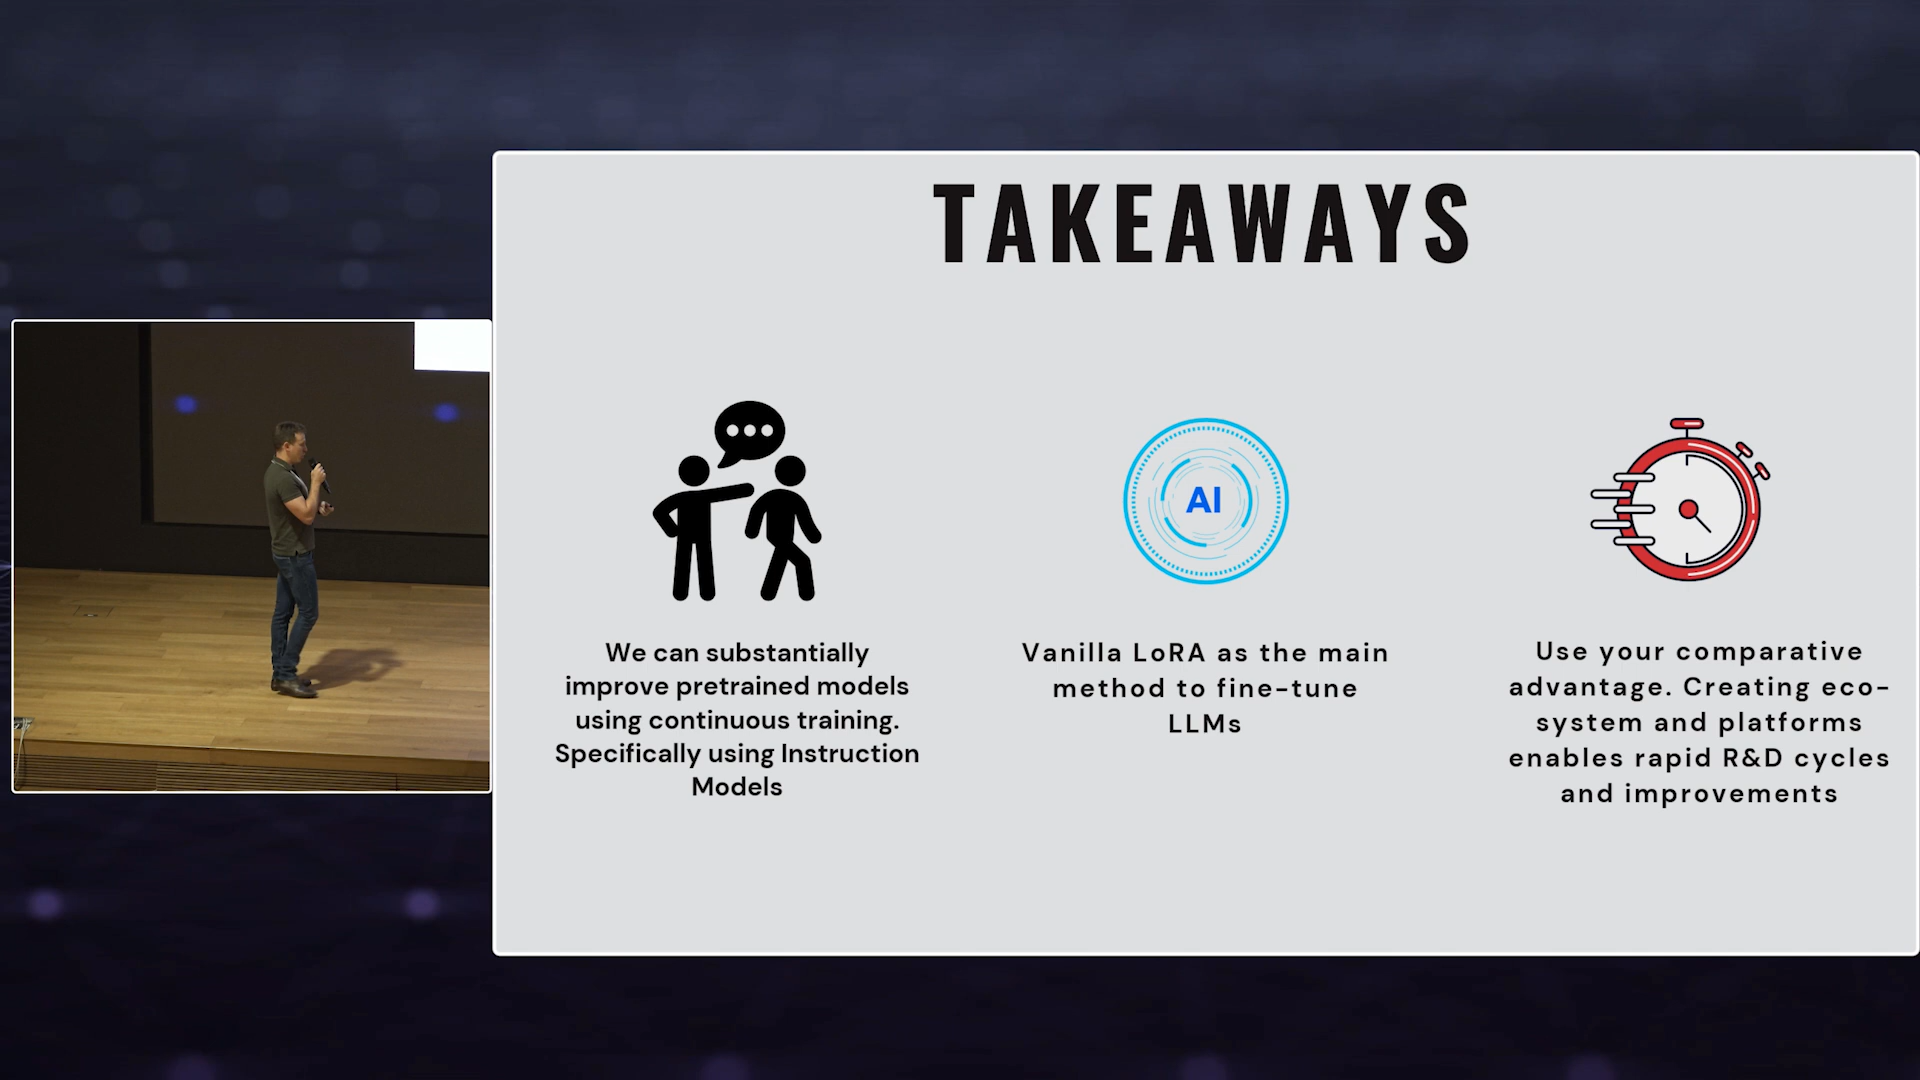 TAKEAWAYS
AI
We can substantially
improve pretrained models
using continuous training.
Specifically using Instruction
Models
Vanilla LoRA as the main
method to fine-tune
LLMs
Use your comparative
advantage. Creating eco-
system and platforms
enables rapid R&D cycles
and improvements